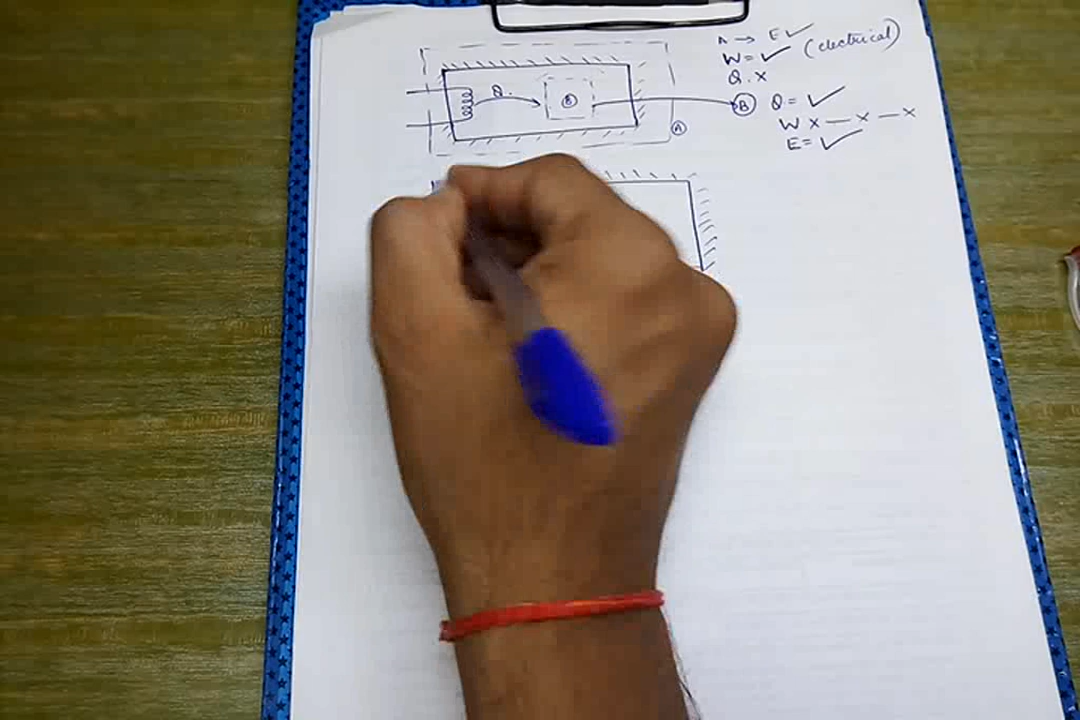 A → E ✓
W = ✓ (electrical)
Q. X
Q.
B
B Q = ✓
W X — X — X
A
E = ✓